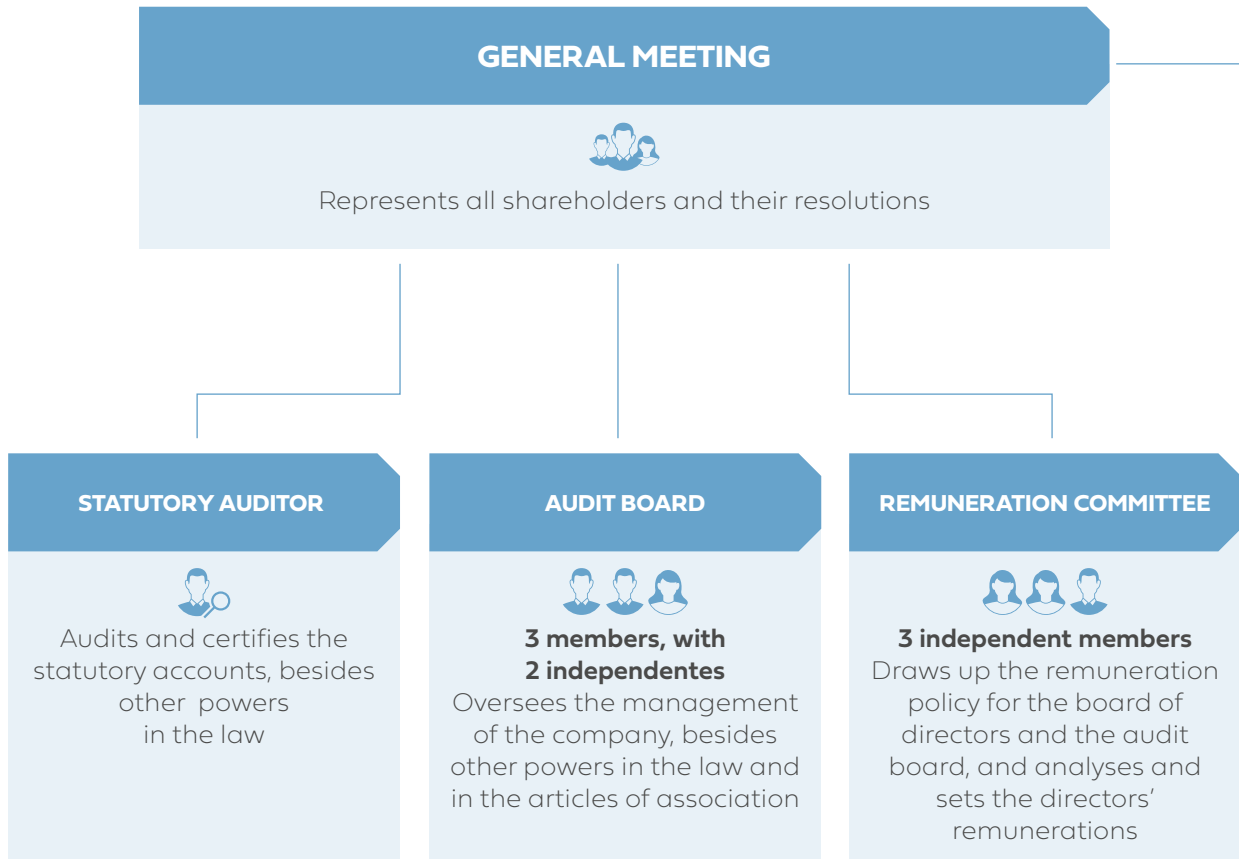 GENERAL MEETING
Represents all shareholders and their resolutions
STATUTORY AUDITOR
Audits and certifies the
statutory accounts, besides
other powers
in the law
AUDIT BOARD
3 members, with
2 independentes
Oversees the management
of the company, besides
other powers in the law and
in the articles of association
REMUNERATION COMMITTEE
3 independent members
Draws up the remuneration
policy for the board of
directors and the audit
board, and analyses and
sets the directors’
remunerations